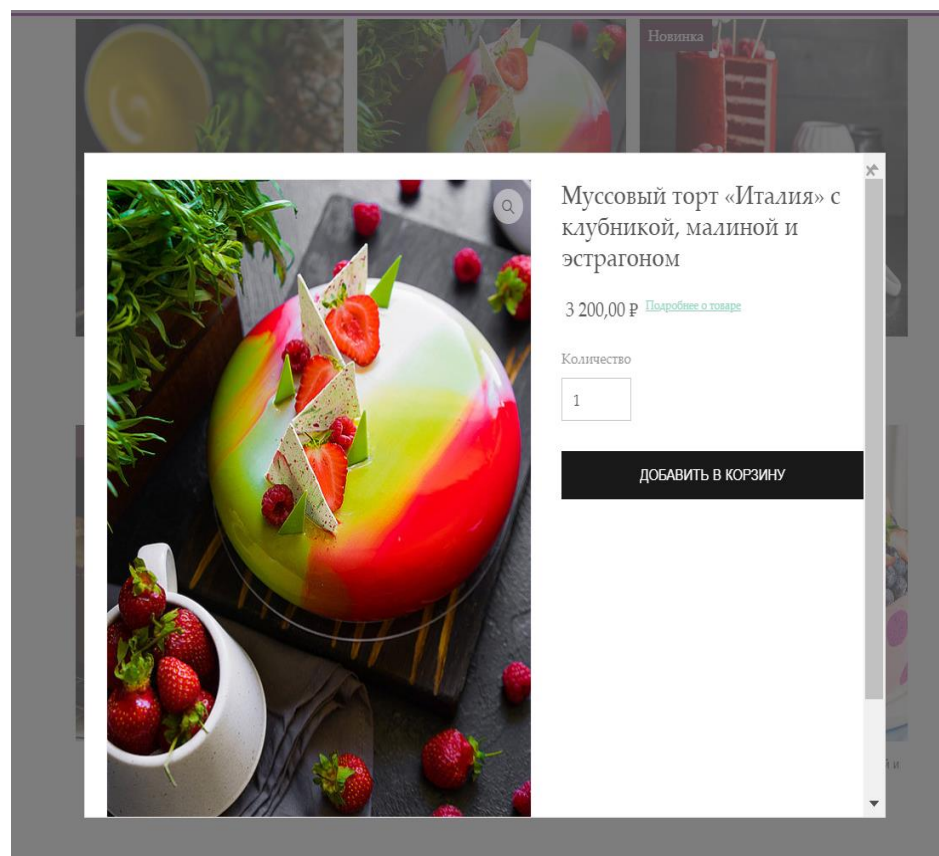 Новинка
Муссовый торт «Италия» с
клубникой, малиной и
эстрагоном
3 200,00 ₽ Подробнее о товаре
Количество
1
ДОБАВИТЬ В КОРЗИНУ
й и